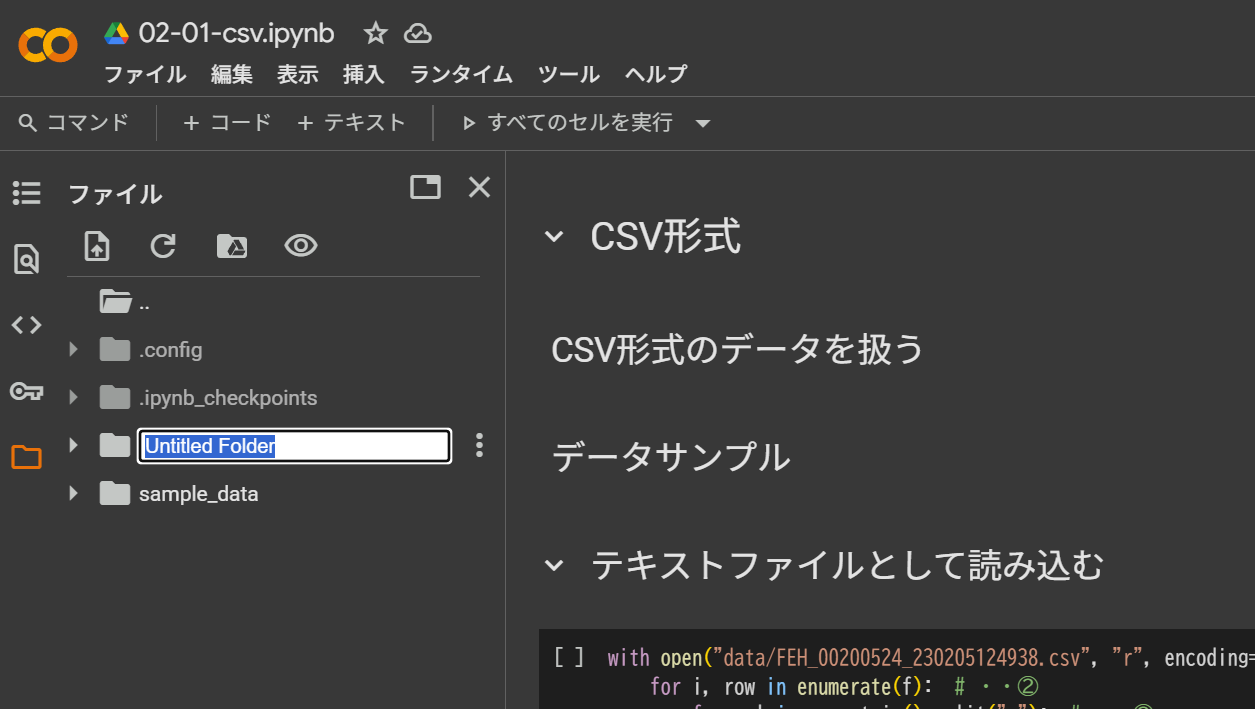 02-01-csv.ipynb
ファイル 編集 表示 挿入 ランタイム ツール ヘルプ
コマンド + コード + テキスト すべてのセルを実行
ファイル
..
.config
.ipynb_checkpoints
Untitled Folder
sample_data
CSV形式
CSV形式のデータを扱う
データサンプル
テキストファイルとして読み込む
[ ] with open("data/FEH_00200524_230205124938.csv", "r", encoding=
for i, row in enumerate(f): # ・・②